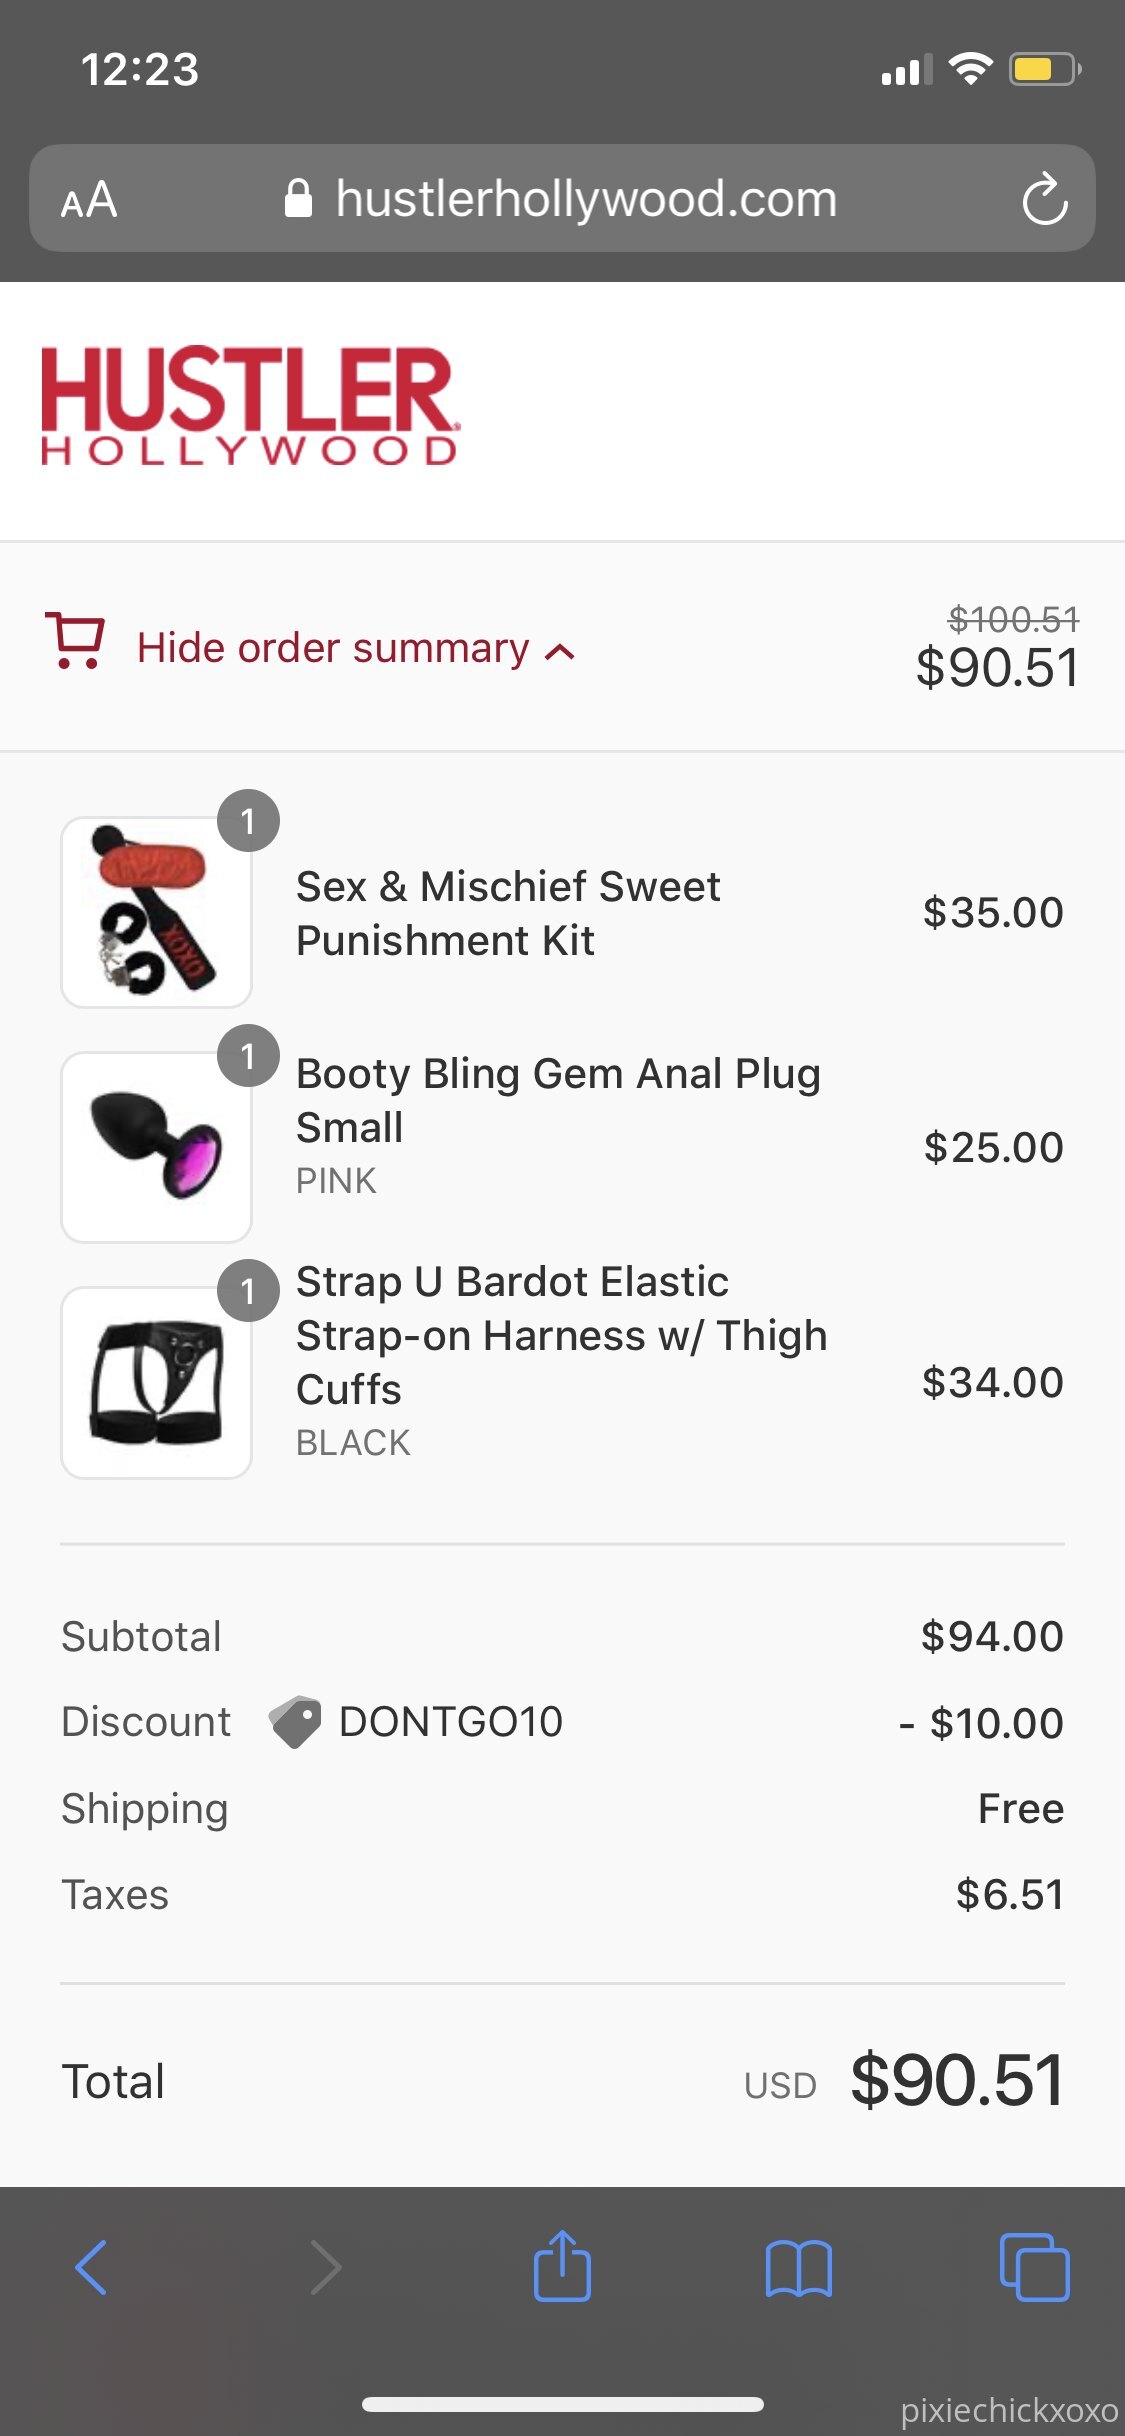 12:23
AA hustlerhollywood.com
HUSTLER
HOLLYWOOD
Hide order summary
$100.51
$90.51
1
Sex & Mischief Sweet
Punishment Kit
$35.00
XOXO
1
Booty Bling Gem Anal Plug
Small
PINK
$25.00
1
Strap U Bardot Elastic
Strap-on Harness w/ Thigh
Cuffs
BLACK
$34.00
Subtotal $94.00
Discount DONTGO10 - $10.00
Shipping Free
Taxes $6.51
Total USD $90.51
pixiechickxoxo